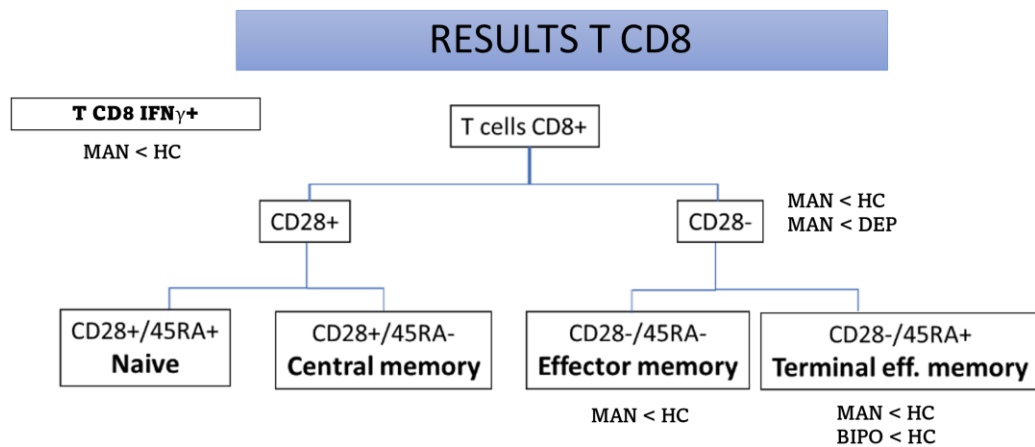 RESULTS T CD8
T CD8 IFNγ+
MAN < HC
T cells CD8+
CD28+
CD28-
MAN < HC
MAN < DEP
CD28+/45RA+
Naive
CD28+/45RA-
Central memory
CD28-/45RA-
Effector memory
MAN < HC
CD28-/45RA+
Terminal eff. memory
MAN < HC
BIPO < HC